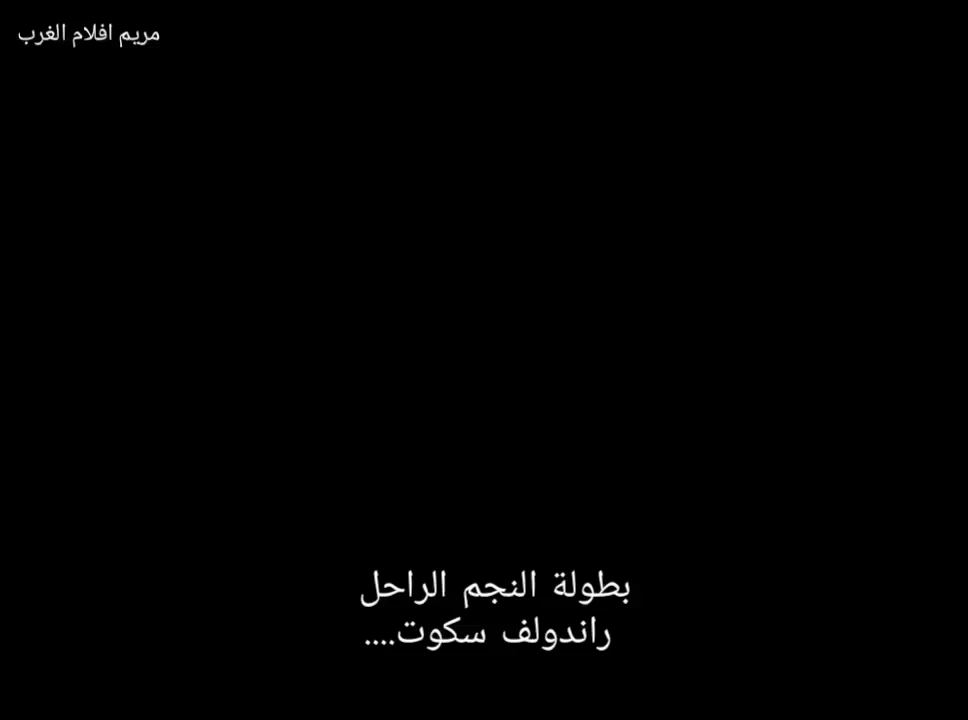 مريم افلام الغرب
بطولة النجم الراحل
راندولف سكوت....